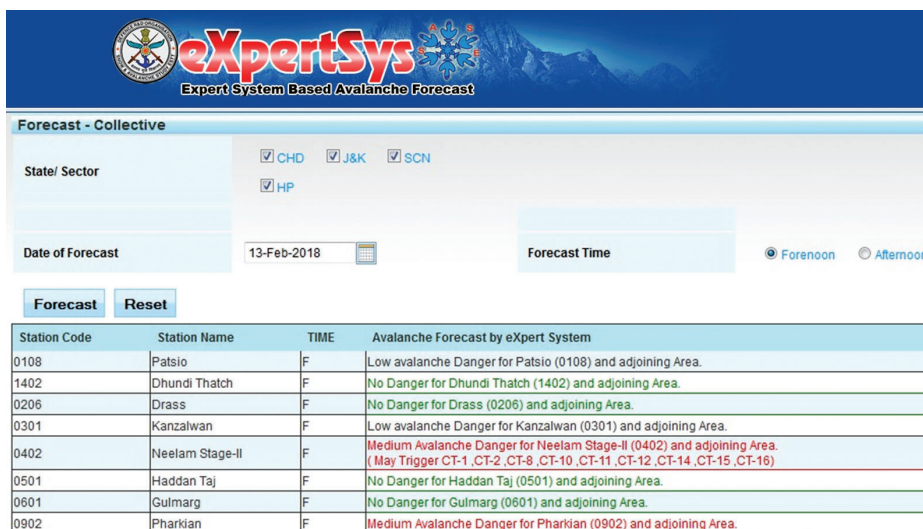 eXpertSys
Expert System Based Avalanche Forecast
Forecast - Collective
State/ Sector
CHD J&K SCN
HP
Date of Forecast 13-Feb-2018 Forecast Time Forenoon Afternoon
Forecast Reset
Station Code Station Name TIME Avalanche Forecast by eXpert System
0108 Patsio F Low avalanche Danger for Patsio (0108) and adjoining Area.
1402 Dhundi Thatch F No Danger for Dhundi Thatch (1402) and adjoining Area.
0206 Drass F No Danger for Drass (0206) and adjoining Area.
0301 Kanzalwan F Low avalanche Danger for Kanzalwan (0301) and adjoining Area.
0402 Neelam Stage-II F Medium Avalanche Danger for Neelam Stage-II (0402) and adjoining Area.
( May Trigger CT-1 ,CT-2 ,CT-8 ,CT-10 ,CT-11 ,CT-12 ,CT-14 ,CT-15 ,CT-16)
0501 Haddan Taj F No Danger for Haddan Taj (0501) and adjoining Area.
0601 Gulmarg F No Danger for Gulmarg (0601) and adjoining Area.
0902 Pharkian F Medium Avalanche Danger for Pharkian (0902) and adjoining Area.